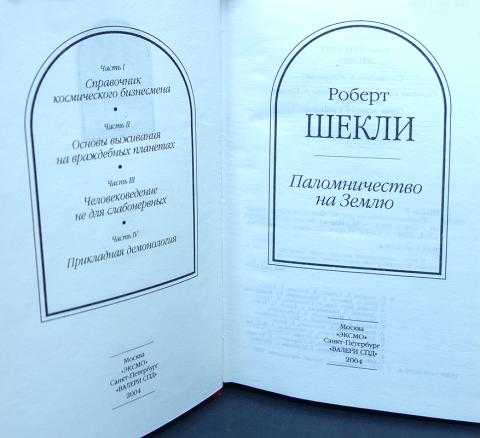 Часть I
Справочник
космического бизнесмена
•
Часть II
Основы выживания
на враждебных планетах
•
Часть III
Человековедение
не для слабонервных
•
Часть IV
Прикладная демонология
Москва
«ЭКСМО»
Санкт-Петербург
«ВАЛЕРИ СПД»
2004
Роберт
ШЕКЛИ
Паломничество
на Землю
Москва
«ЭКСМО»
Санкт-Петербург
«ВАЛЕРИ СПД»
2004